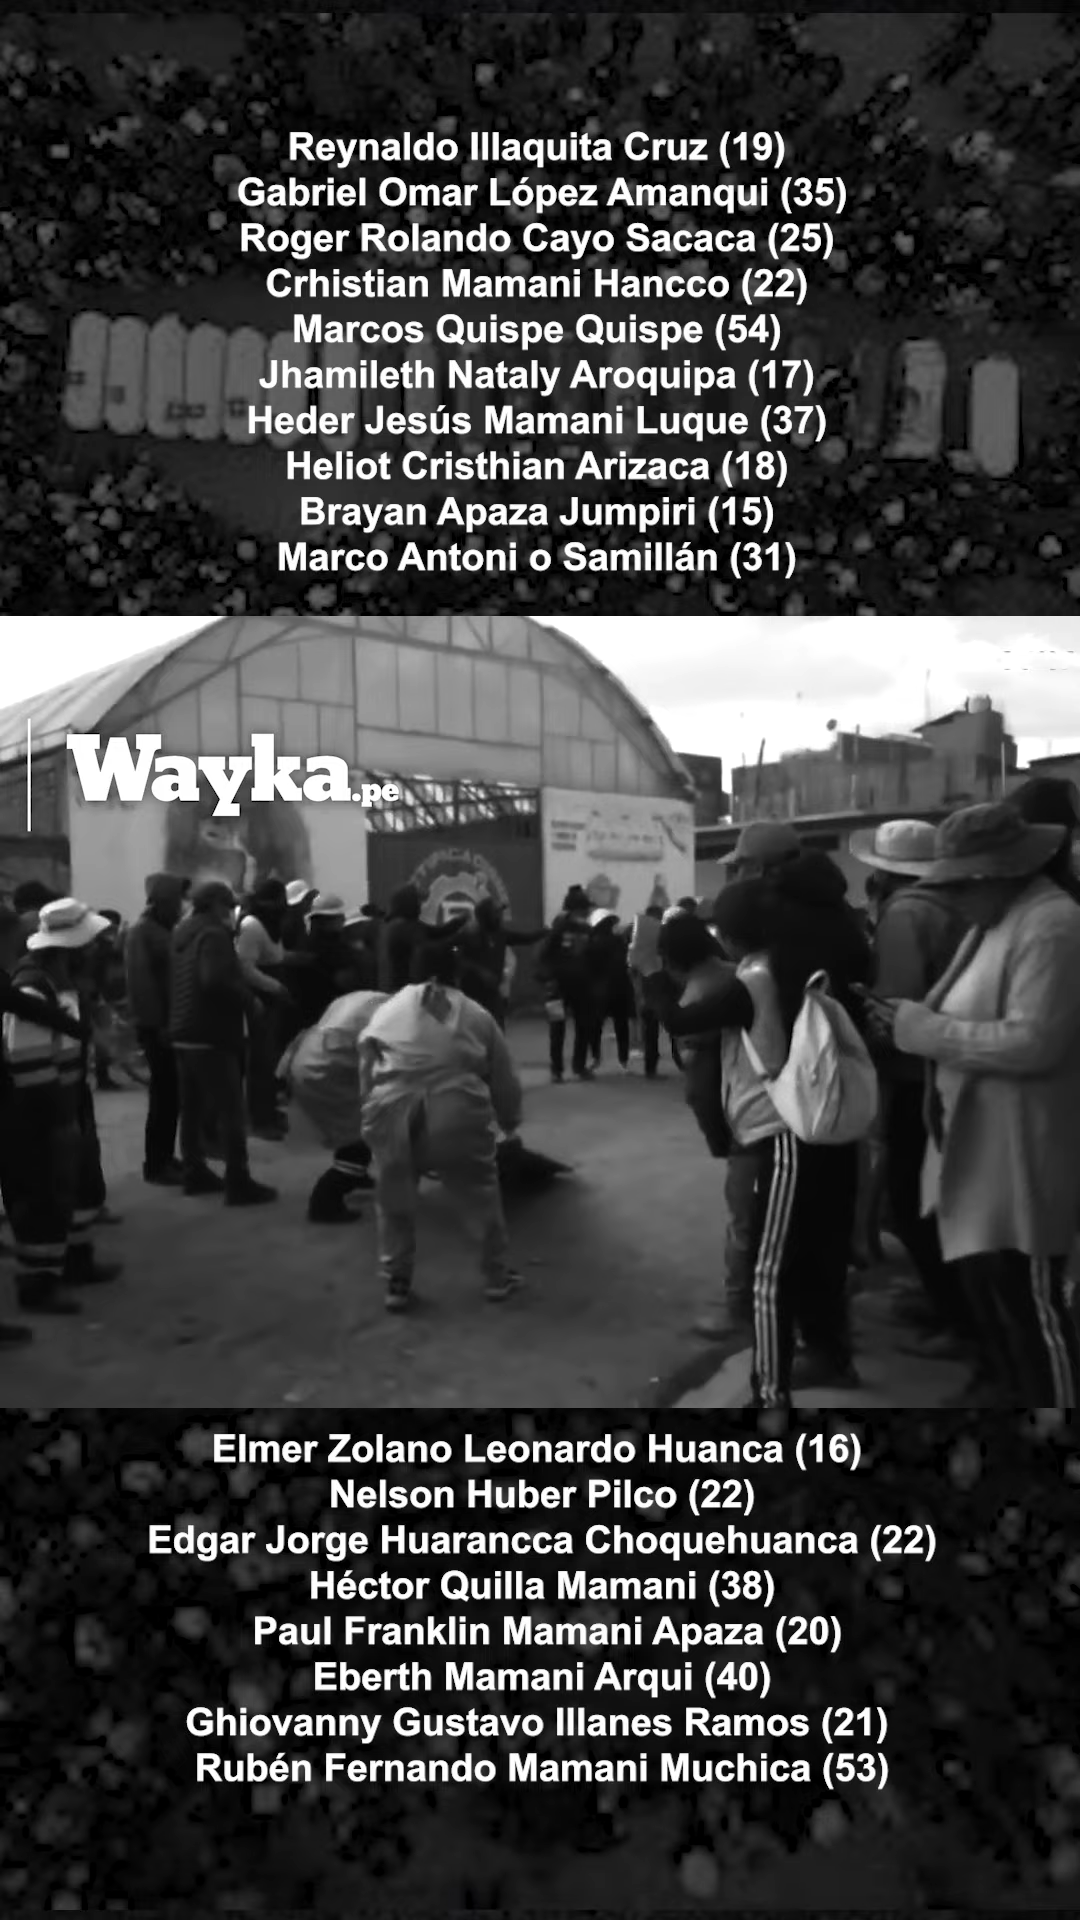 Reynaldo Illaquita Cruz (19)
Gabriel Omar López Amanqui (35)
Roger Rolando Cayo Sacaca (25)
Crhistian Mamani Hancco (22)
Marcos Quispe Quispe (54)
Jhamileth Nataly Aroquipa (17)
Heder Jesús Mamani Luque (37)
Heliot Cristhian Arizaca (18)
Brayan Apaza Jumpiri (15)
Marco Antoni o Samillán (31)
Wayka.pe
Elmer Zolano Leonardo Huanca (16)
Nelson Huber Pilco (22)
Edgar Jorge Huarancca Choquehuanca (22)
Héctor Quilla Mamani (38)
Paul Franklin Mamani Apaza (20)
Eberth Mamani Arqui (40)
Ghiovanny Gustavo Illanes Ramos (21)
Rubén Fernando Mamani Muchica (53)